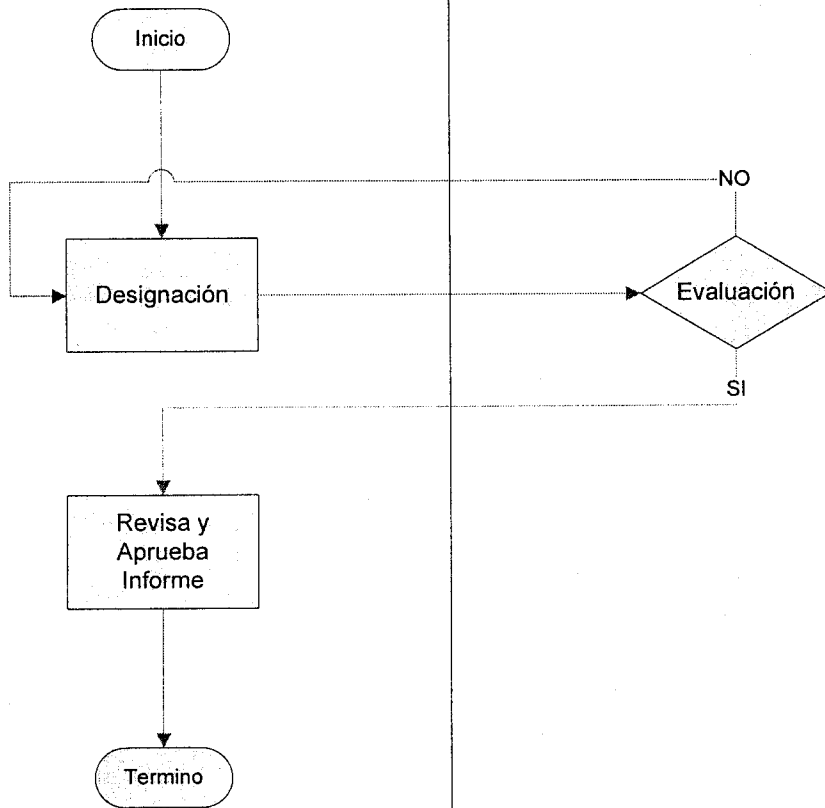 Inicio
NO
Designación
Evaluación
SI
Revisa y
Aprueba
Informe
Termino